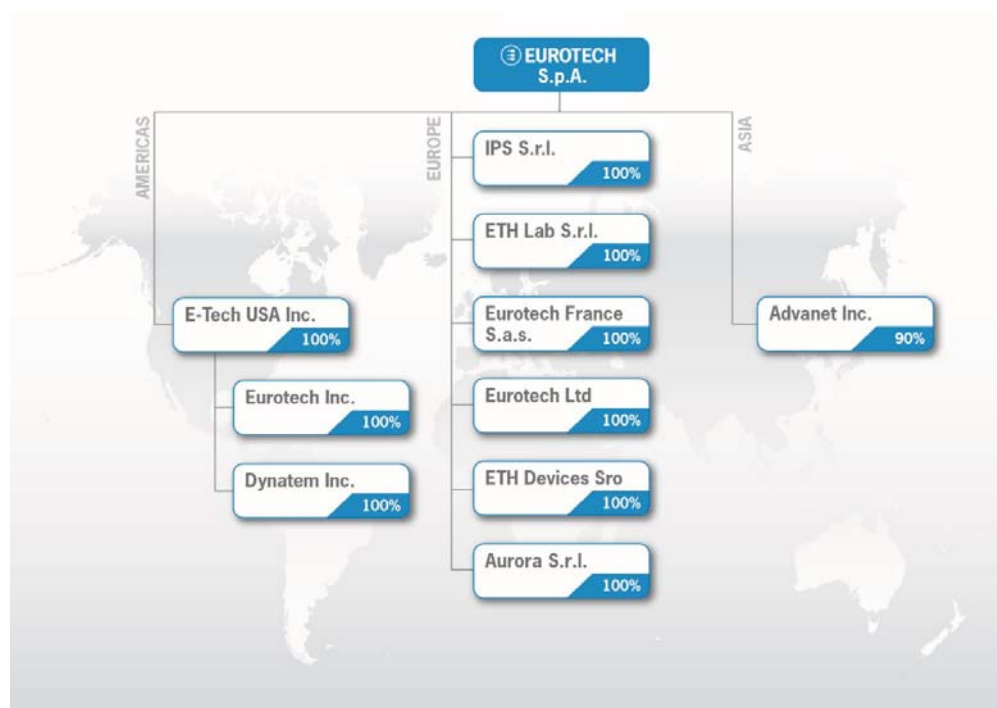 EUROTECH
S.p.A.
AMERICAS
EUROPE
ASIA
IPS S.r.l.
100%
ETH Lab S.r.l.
100%
E-Tech USA Inc.
100%
Eurotech France
S.a.s.
100%
Advanet Inc.
90%
Eurotech Inc.
100%
Eurotech Ltd
100%
Dynatem Inc.
100%
ETH Devices Sro
100%
Aurora S.r.l.
100%